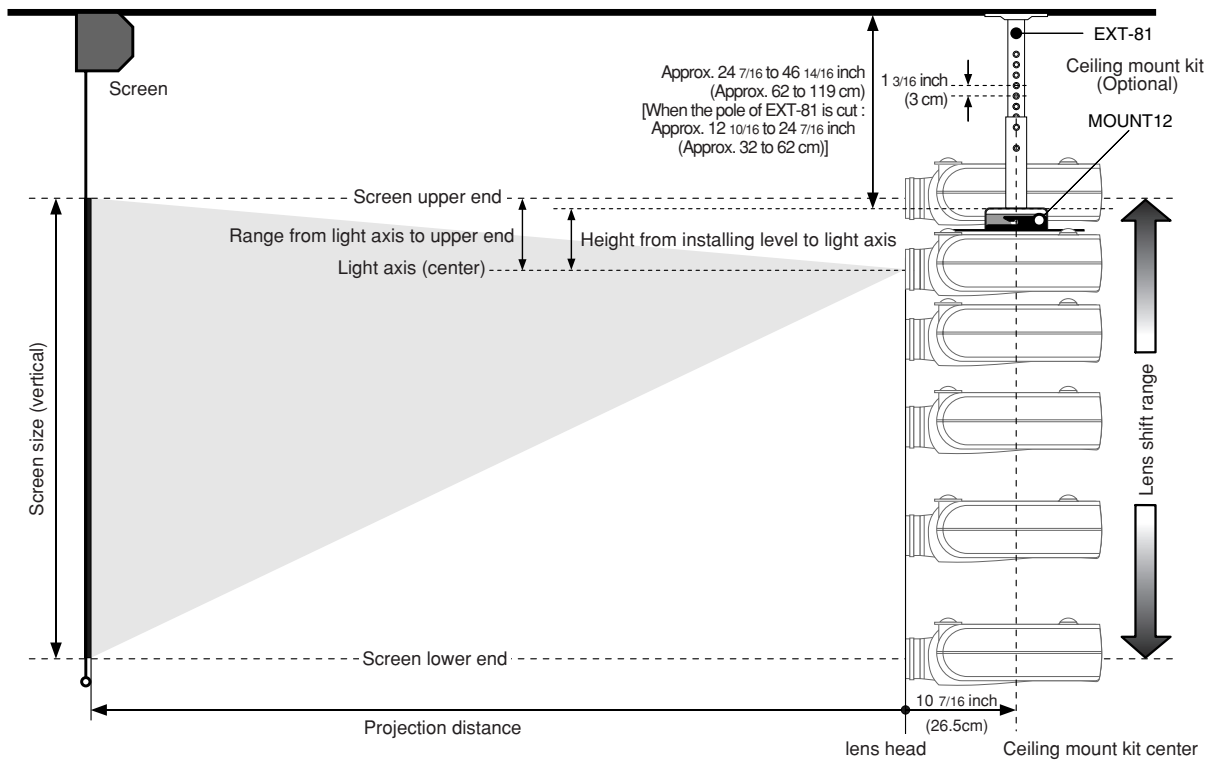 Screen
Approx. 24 7/16 to 46 14/16 inch
(Approx. 62 to 119 cm)
[When the pole of EXT-81 is cut :
Approx. 12 10/16 to 24 7/16 inch
(Approx. 32 to 62 cm)]
1 3/16 inch
(3 cm)
EXT-81
Ceiling mount kit
(Optional)
MOUNT12
Screen upper end
Range from light axis to upper end
Height from installing level to light axis
Light axis (center)
Screen size (vertical)
Lens shift range
Screen lower end
Projection distance
10 7/16 inch
(26.5cm)
lens head
Ceiling mount kit center